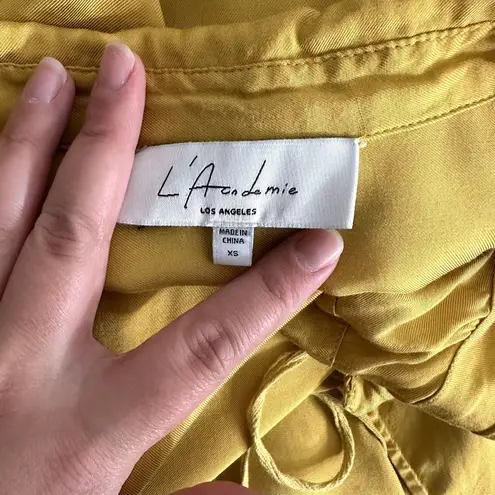 L'Academie
LOS ANGELES
MADE IN
CHINA
XS